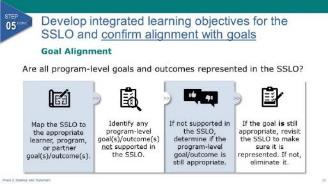 STEP
05
Develop integrated learning objectives for the
SSLO and confirm alignment with goals
Goal Alignment
Are all program-level goals and outcomes represented in the SSLO?
Map the SSLO to
the appropriate
learner, program,
or partner
goal(s)/outcome(s).
Identify any
program-level
goal(s)/outcome(s)
not supported in
the SSLO.
If not supported in
the SSLO,
determine if the
program-level
goal/outcome is
still appropriate.
If the goal is still
appropriate, revisit
the SSLO to make
sure it is
represented. If not,
eliminate it.